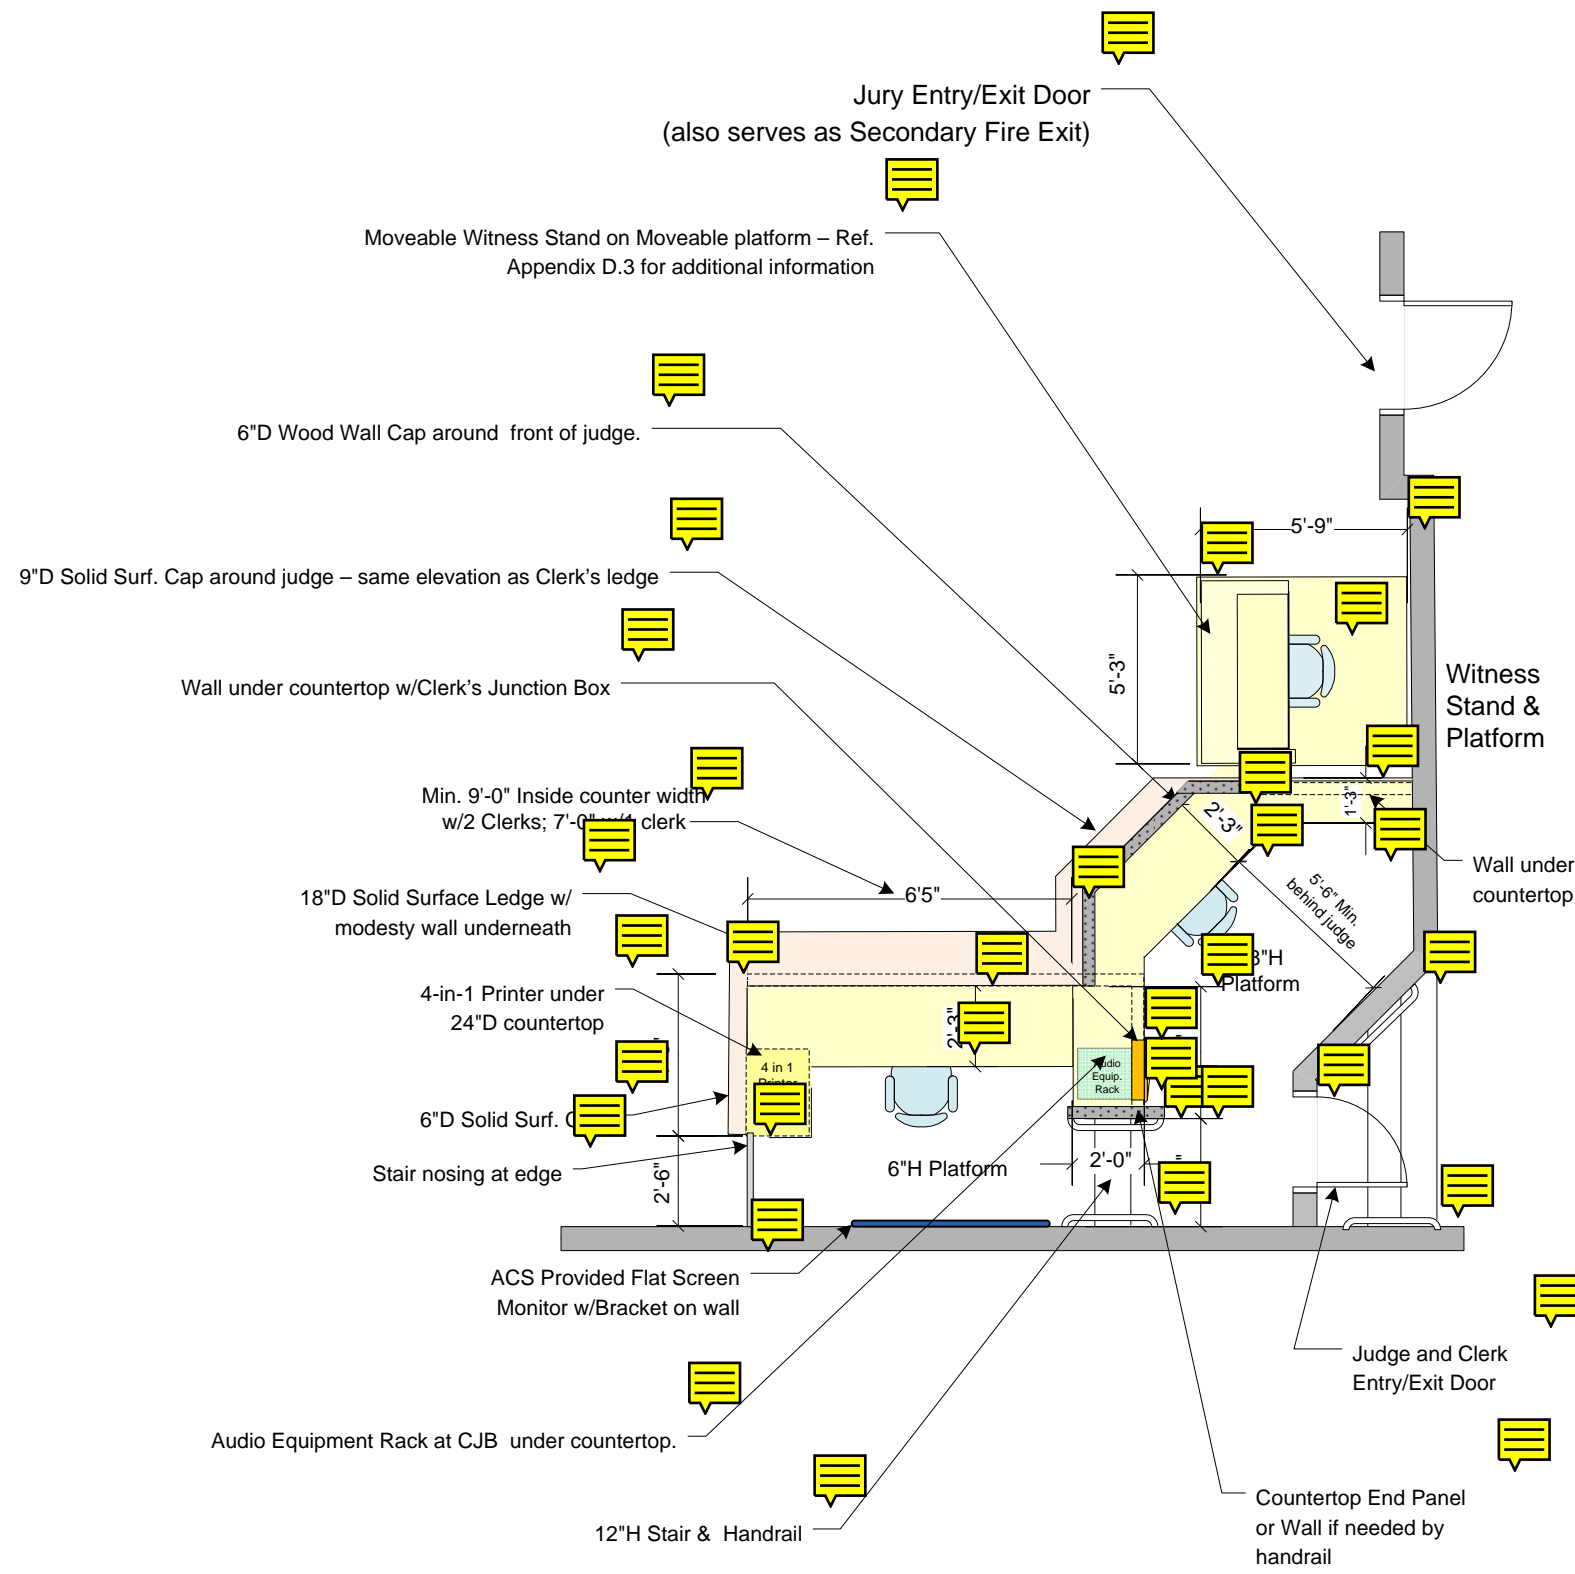 Jury Entry/Exit Door
(also serves as Secondary Fire Exit)
Moveable Witness Stand on Moveable platform – Ref.
Appendix D.3 for additional information
6"D Wood Wall Cap around  front of judge.
5'-9"
9"D Solid Surf. Cap around judge – same elevation as Clerk's ledge
5'-3"
Witness
Stand &
Platform
Wall under countertop w/Clerk's Junction Box
Min. 9'-0" Inside counter width
w/2 Clerks; 7'-0" w/1 clerk
2'-3"
1'-3"
Wall under
countertop
6'5"
5'-6" Min.
behind judge
18"D Solid Surface Ledge w/
modesty wall underneath
Platform
4-in-1 Printer under
24"D countertop
2'-3"
4 in 1
Printer
Audio
Equip.
Rack
6"D Solid Surf.
Stair nosing at edge
2'-6"
6"H Platform
2'-0"
ACS Provided Flat Screen
Monitor w/Bracket on wall
Judge and Clerk
Entry/Exit Door
Audio Equipment Rack at CJB  under countertop.
12"H Stair &  Handrail
Countertop End Panel
or Wall if needed by
handrail